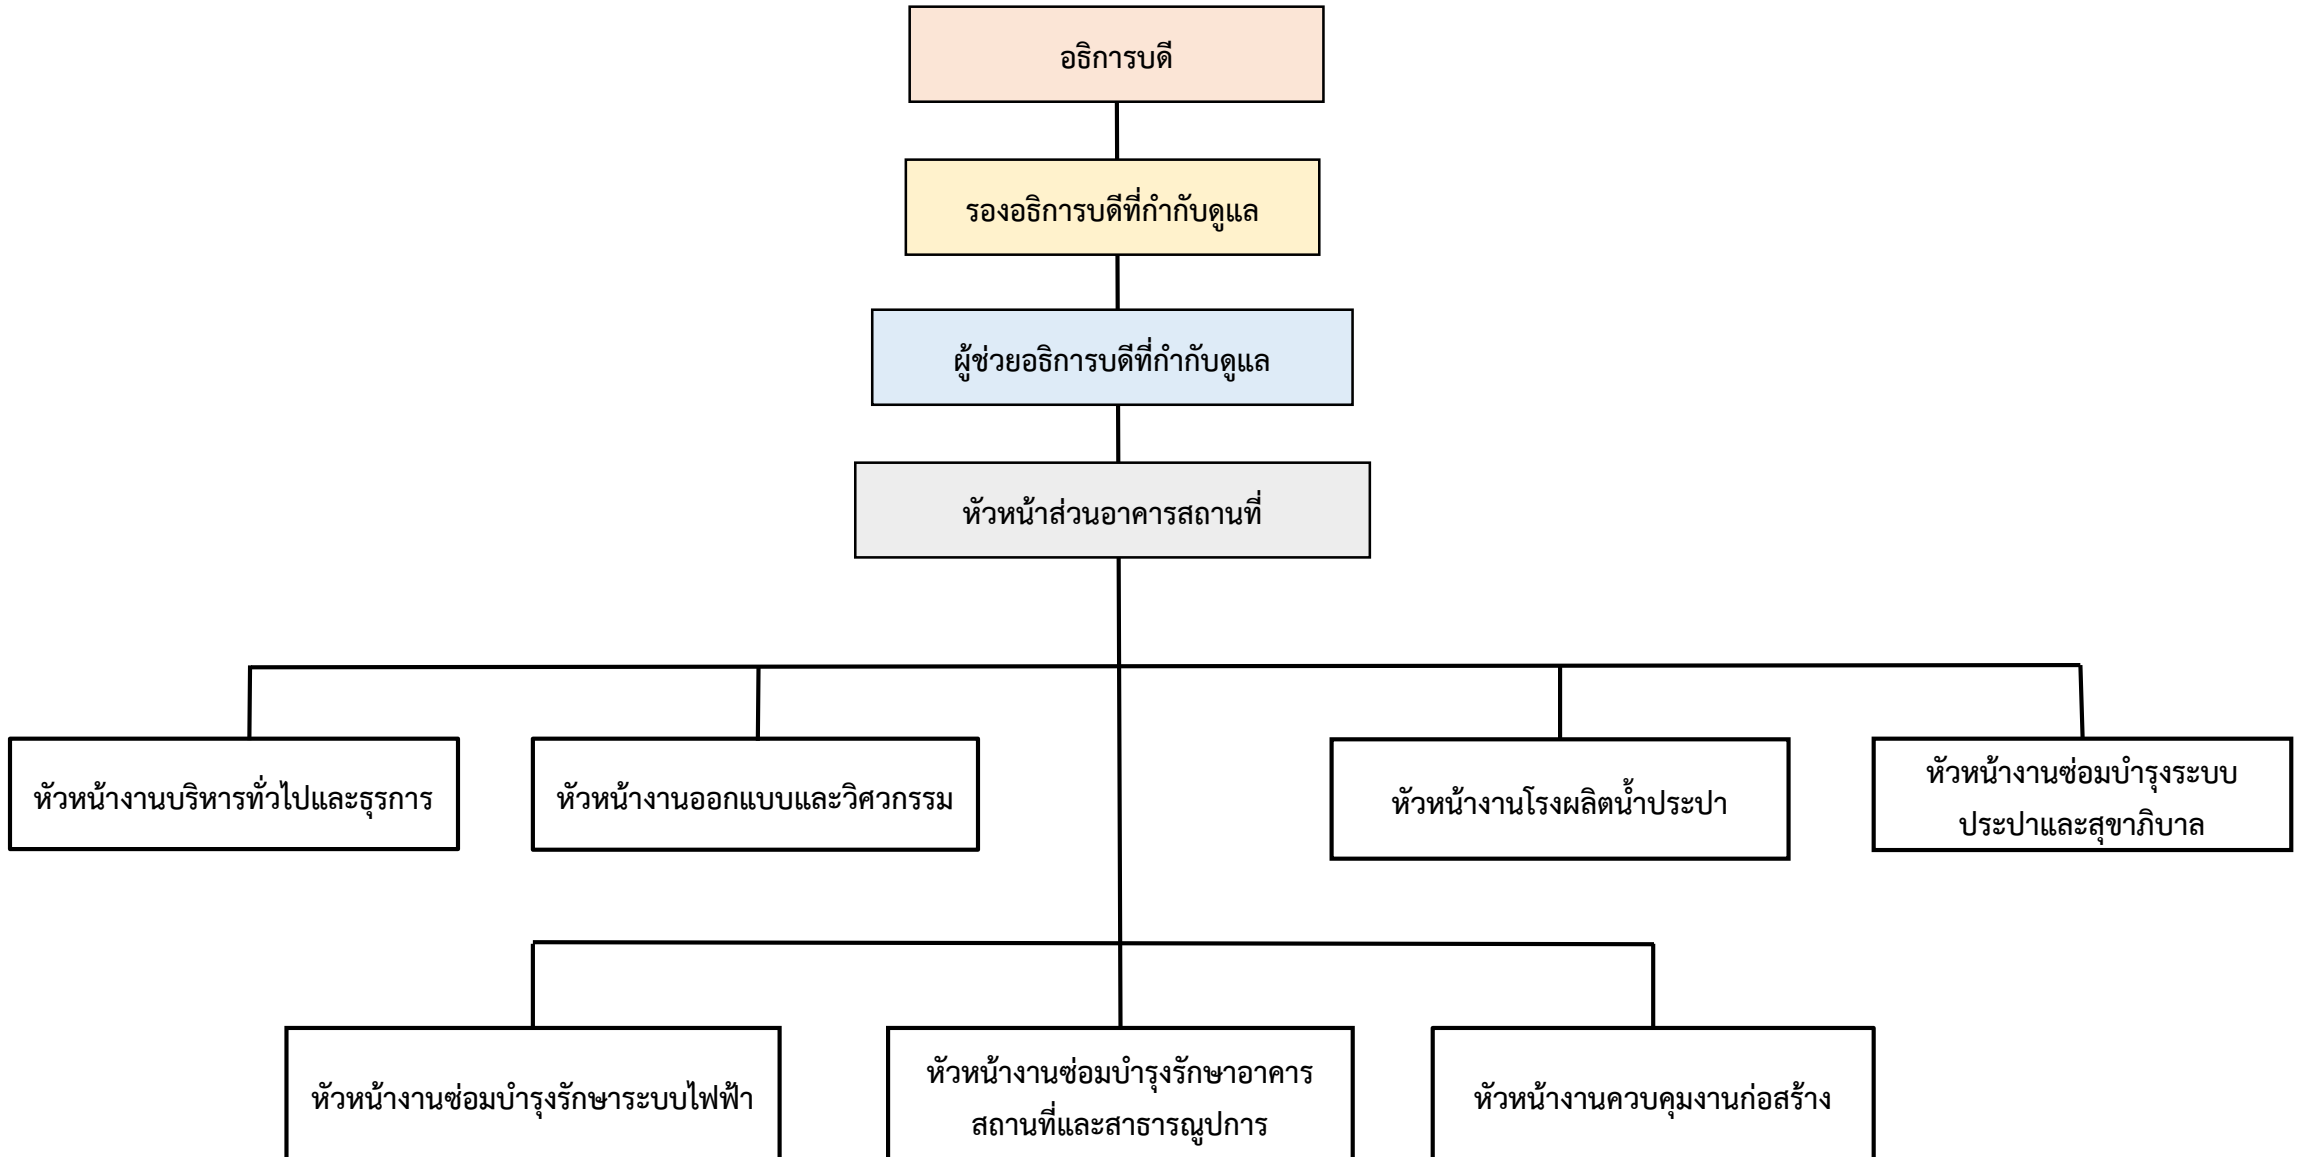 อธิการบดี
รองอธิการบดีที่กำกับดูแล
ผู้ช่วยอธิการบดีที่กำกับดูแล
หัวหน้าส่วนอาคารสถานที่
หัวหน้างานบริหารทั่วไปและธุรการ
หัวหน้างานออกแบบและวิศวกรรม
หัวหน้างานโรงผลิตน้ำประปา
หัวหน้างานซ่อมบำรุงระบบ
ประปาและสุขาภิบาล
หัวหน้างานซ่อมบำรุงรักษาระบบไฟฟ้า
หัวหน้างานซ่อมบำรุงรักษาอาคาร
สถานที่และสาธารณูปการ
หัวหน้างานควบคุมงานก่อสร้าง